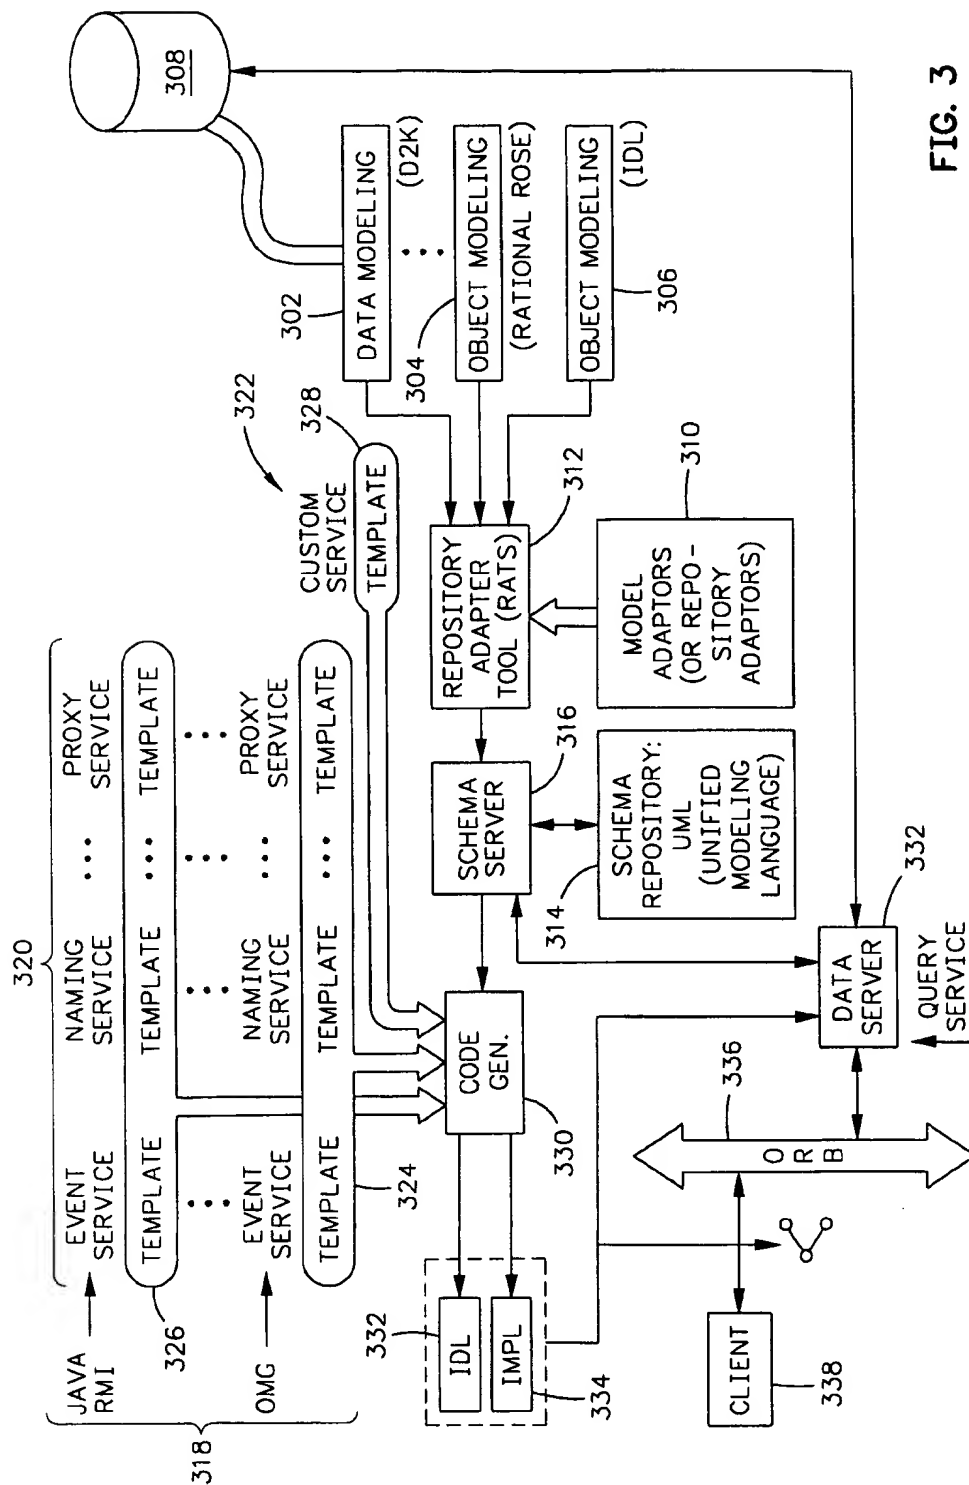 320
EVENT
SERVICE
NAMING
SERVICE
...
PROXY
SERVICE
JAVA
RMI
TEMPLATE
TEMPLATE
...
TEMPLATE
326
...
...
...
...
318
OMG
EVENT
SERVICE
NAMING
SERVICE
...
PROXY
SERVICE
TEMPLATE
TEMPLATE
...
TEMPLATE
324
322
CUSTOM
SERVICE
TEMPLATE
328
308
302
DATA MODELING
(D2K)
...
304
OBJECT MODELING
(RATIONAL ROSE)
OBJECT MODELING
(IDL)
306
332
IDL
IMPL
334
CODE
GEN.
330
SCHEMA
SERVER
316
REPOSITORY
ADAPTER
TOOL (RATS)
312
314
SCHEMA
REPOSITORY:
UML
(UNIFIED
MODELING
LANGUAGE)
310
MODEL
ADAPTORS
(OR REPO-
SITORY
ADAPTORS)
CLIENT
338
336
ORB
DATA
SERVER
332
QUERY
SERVICE
FIG. 3